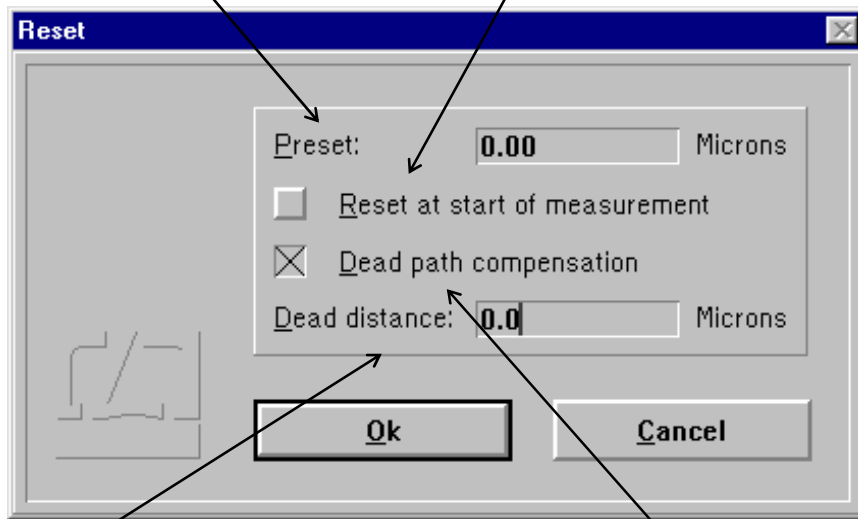 Reset
Preset: 0.00 Microns
Reset at start of measurement
Dead path compensation
Dead distance: 0.0 Microns
Ok Cancel